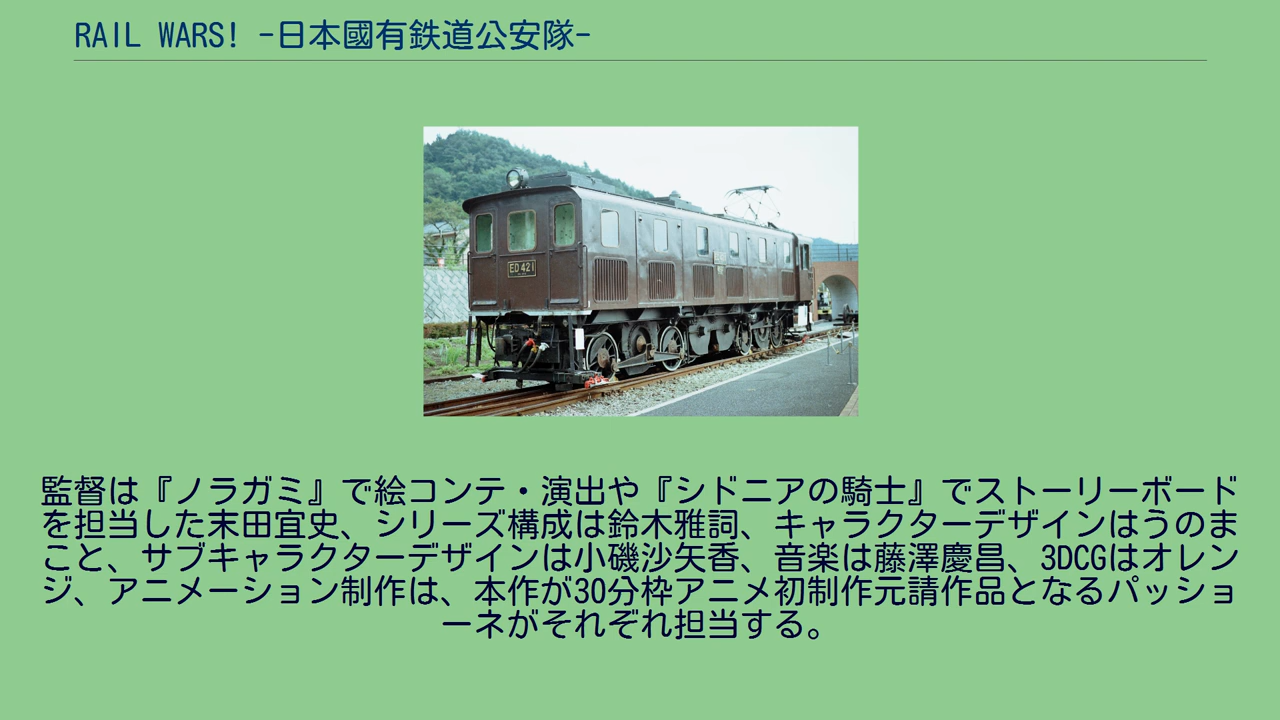 RAIL WARS! -日本國有鉄道公安隊-
ED421
監督は『ノラガミ』で絵コンテ・演出や『シドニアの騎士』でストーリーボード
を担当した末田宜史、シリーズ構成は鈴木雅詞、キャラクターデザインはうのま
こと、サブキャラクターデザインは小磯沙矢香、音楽は藤澤慶昌、3DCGはオレン
ジ、アニメーション制作は、本作が30分枠アニメ初制作元請作品となるパッショ
ーネがそれぞれ担当する。